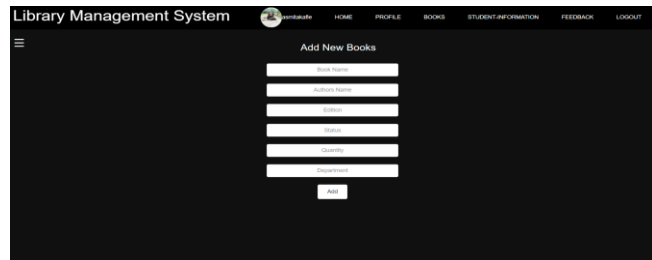 Library Management System asmitakafle HOME PROFILE BOOKS STUDENT-INFORMATION FEEDBACK LOGOUT
Add New Books
Book Name
Authors Name
Edition
Status
Quantity
Department
Add